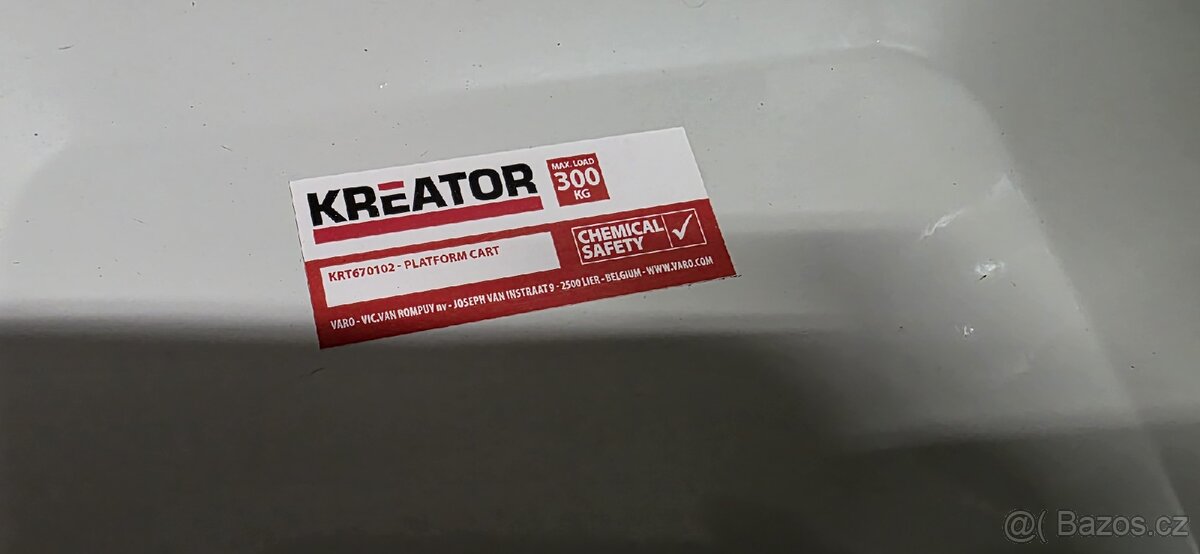 KREATOR
MAX. LOAD
300
KG
KRT670102 - PLATFORM CART
CHEMICAL
SAFETY
VARO - VIC.VAN ROMPUY nv - JOSEPH VAN INSTRAAT 9 - 2500 LIER - BELGIUM - WWW.VARO.COM
@( Bazos.cz